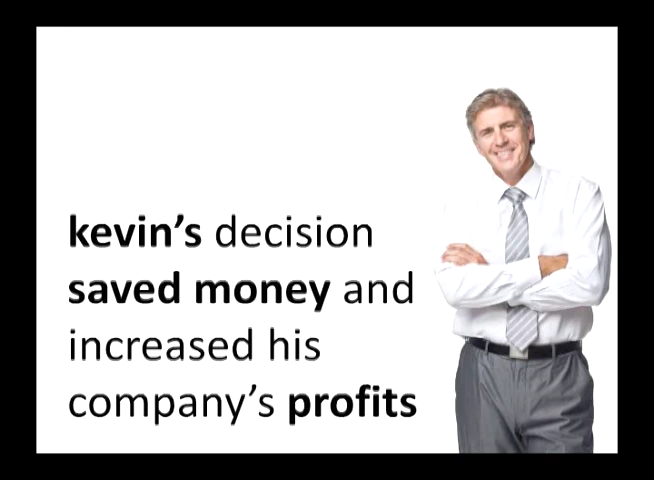 kevin's decision
saved money and
increased his
company's profits